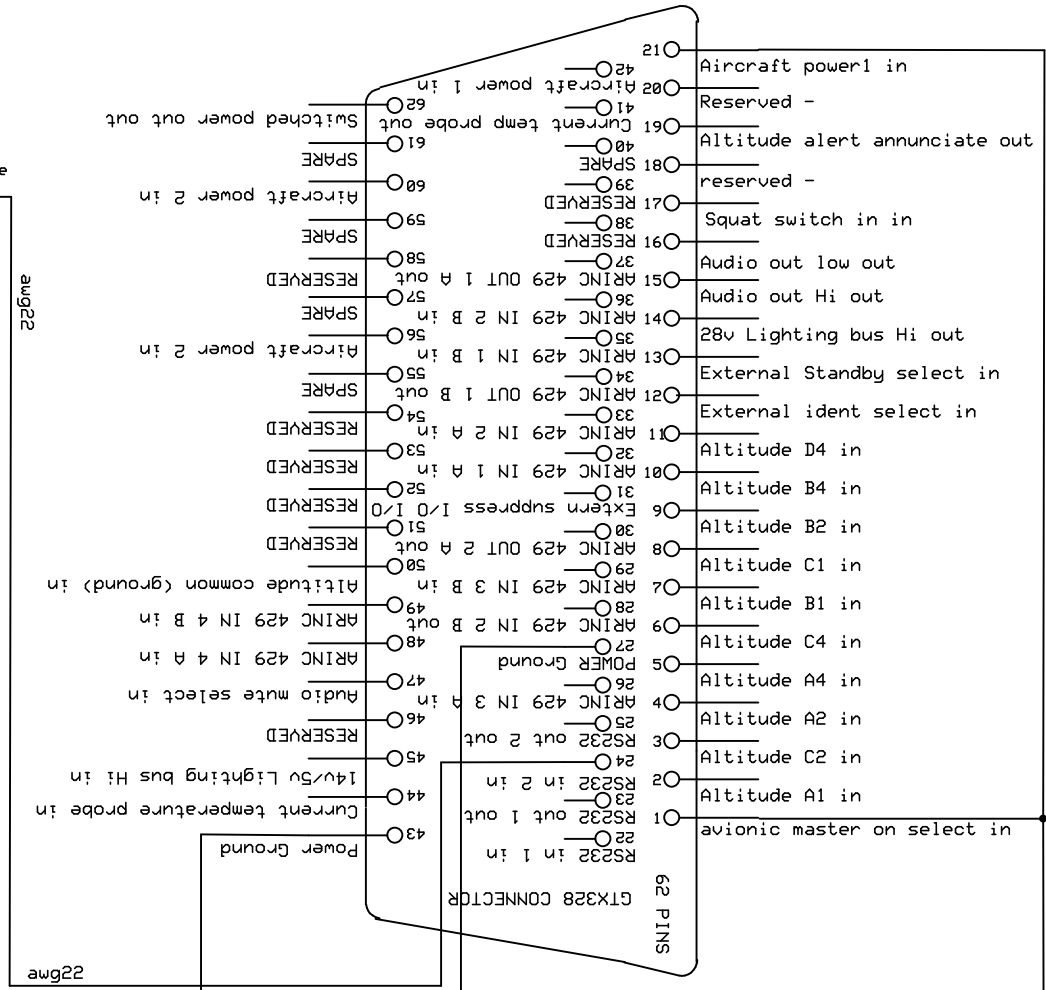 e
awg22
awg22
62
Switched power out out
61
SPARE
60
Aircraft power 2 in
59
SPARE
58
RESERVED
57
SPARE
56
Aircraft power 2 in
55
SPARE
54
RESERVED
53
RESERVED
52
RESERVED
51
RESERVED
50
Altitude common (ground) in
49
ARINC 429 IN 4 B in
48
ARINC 429 IN 4 A in
47
Audio mute select in
46
RESERVED
45
14v/5v Lighting bus Hi in
44
Current temperature probe in
43
Power Ground
42
Aircraft power 1 in
41
Current temp probe out
40
SPARE
39
RESERVED
38
RESERVED
37
ARINC 429 OUT 1 A out
36
ARINC 429 IN 2 B in
35
ARINC 429 IN 1 B in
34
ARINC 429 OUT 1 B out
33
ARINC 429 IN 2 A in
32
ARINC 429 IN 1 A in
31
Extern suppress I/O I/O
30
ARINC 429 OUT 2 A out
29
ARINC 429 IN 3 B in
28
ARINC 429 IN 2 B out
27
POWER Ground
26
ARINC 429 IN 3 A in
25
RS232 out 2 out
24
RS232 in 2 in
23
RS232 out 1 out
22
RS232 in 1 in
GTX328 CONNECTOR
62 PINS
21
Aircraft power1 in
20
Reserved -
19
Altitude alert annunciate out
18
reserved -
17
Squat switch in in
16
Audio out low out
15
Audio out Hi out
14
28v Lighting bus Hi out
13
External Standby select in
12
External ident select in
11
Altitude D4 in
10
Altitude B4 in
9
Altitude B2 in
8
Altitude C1 in
7
Altitude B1 in
6
Altitude C4 in
5
Altitude A4 in
4
Altitude A2 in
3
Altitude C2 in
2
Altitude A1 in
1
avionic master on select in